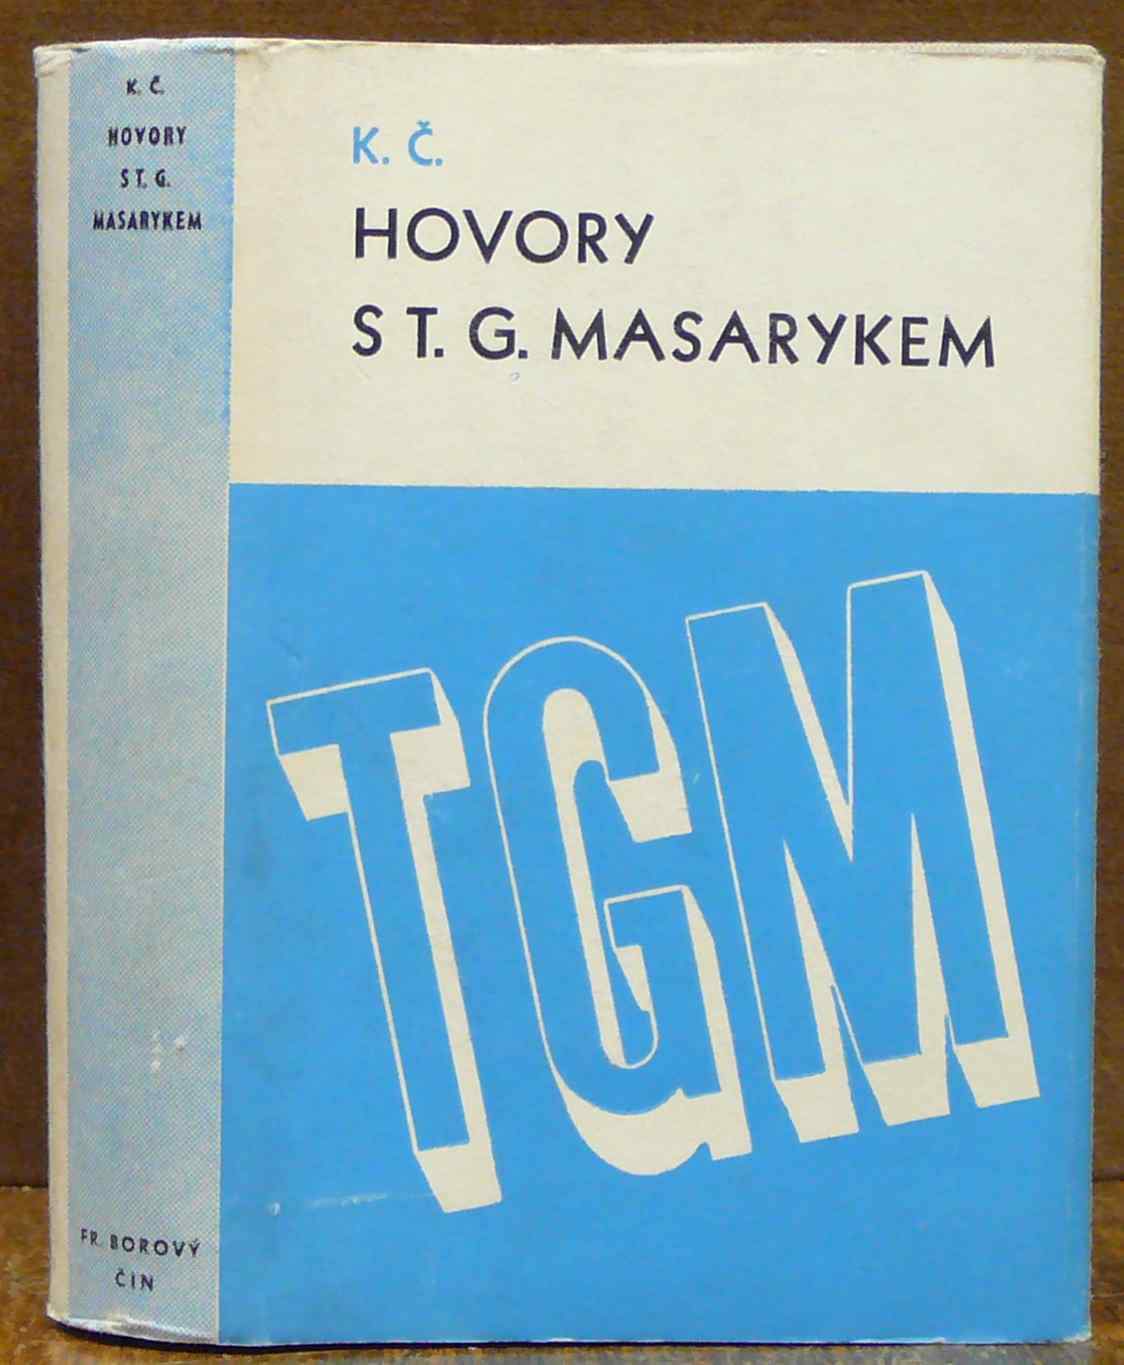 K. Č.
HOVORY
S T. G.
MASARYKEM
FR. BOROVÝ
ČIN
K. Č.
HOVORY
S T. G. MASARYKEM
TGM